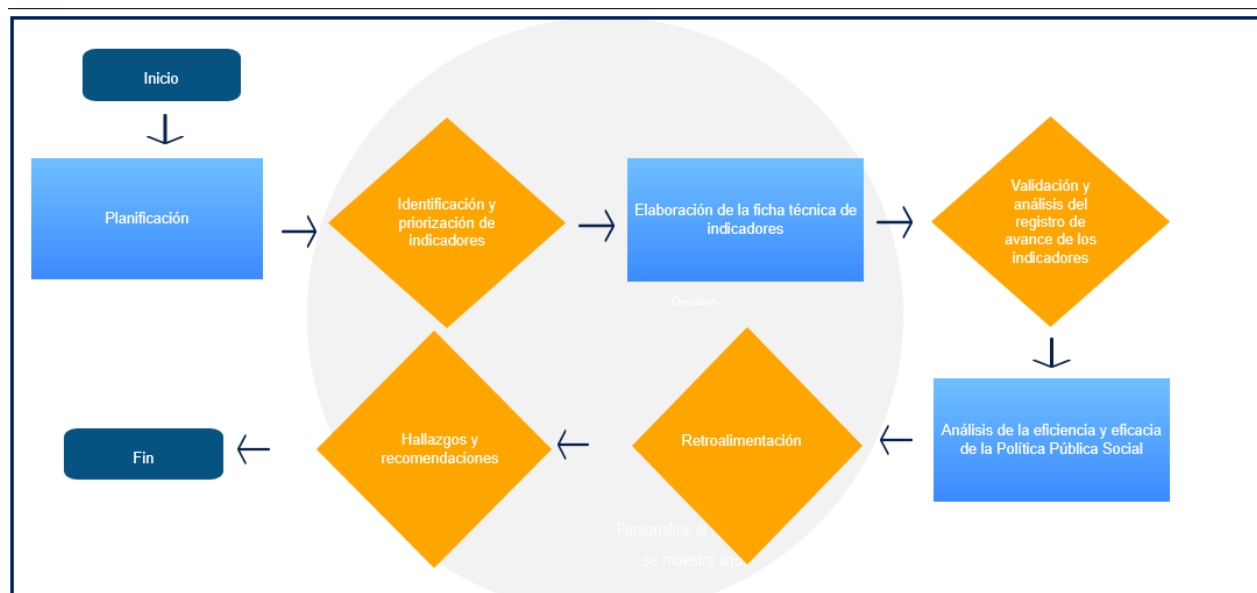 Inicio
Planificación
Identificación y
priorización de
indicadores
Elaboración de la ficha técnica de
indicadores
Validación y
análisis del
registro de
avance de los
indicadores
Decision
Análisis de la eficiencia y eficacia
de la Política Pública Social
Retroalimentación
Hallazgos y
recomendaciones
Fin
Personalice el
se muestra aquí